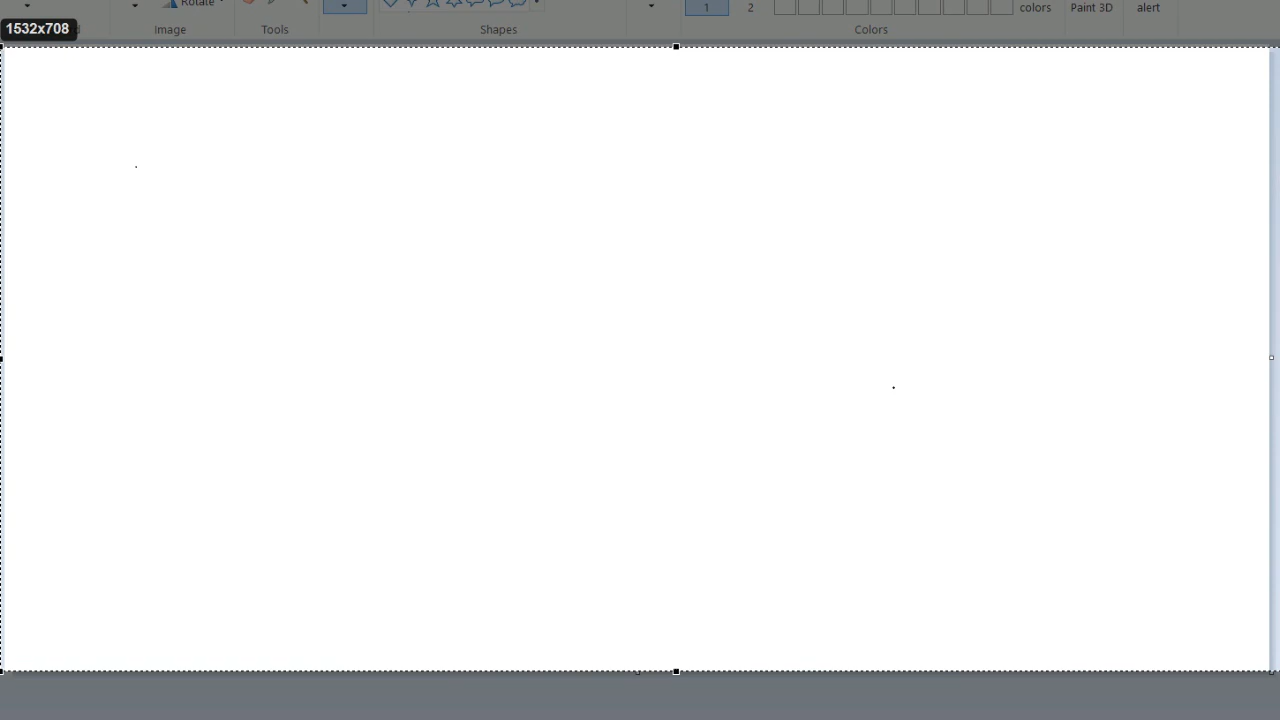 Rotate
1 2 colors Paint 3D alert
1532x708
Image Tools Shapes Colors